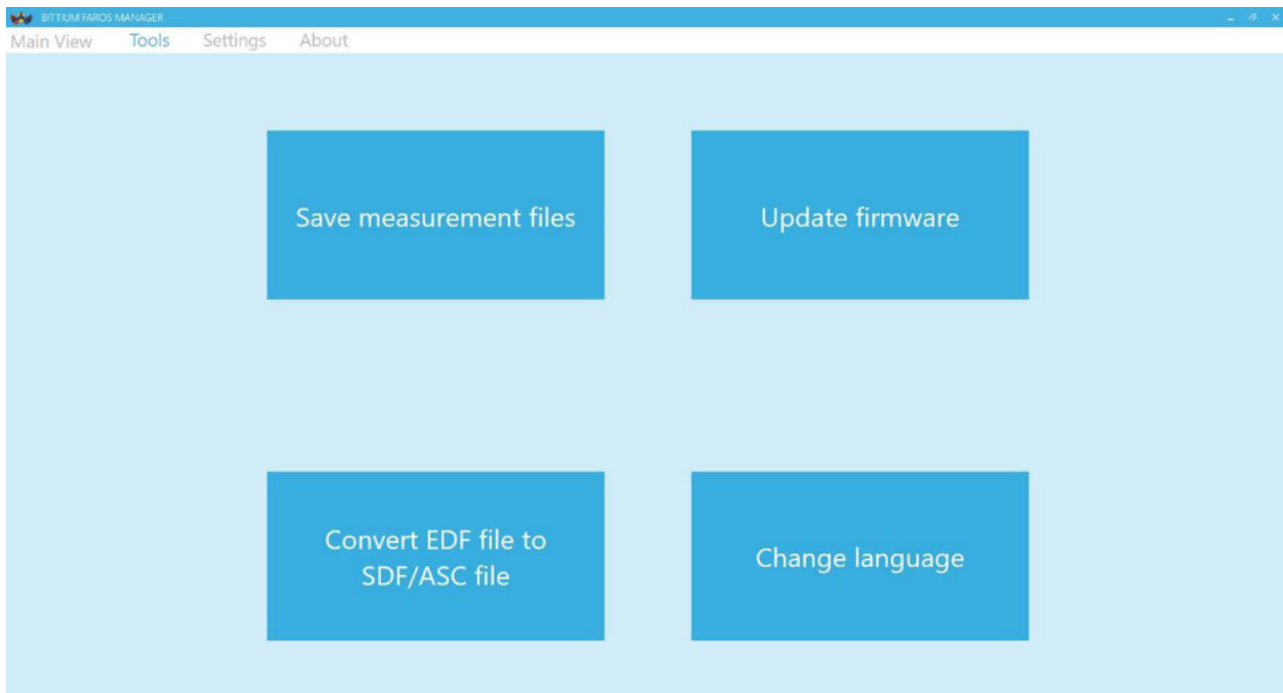 BITTIUM FAROS MANAGER
Main View Tools Settings About
Save measurement files
Update firmware
Convert EDF file to
SDF/ASC file
Change language